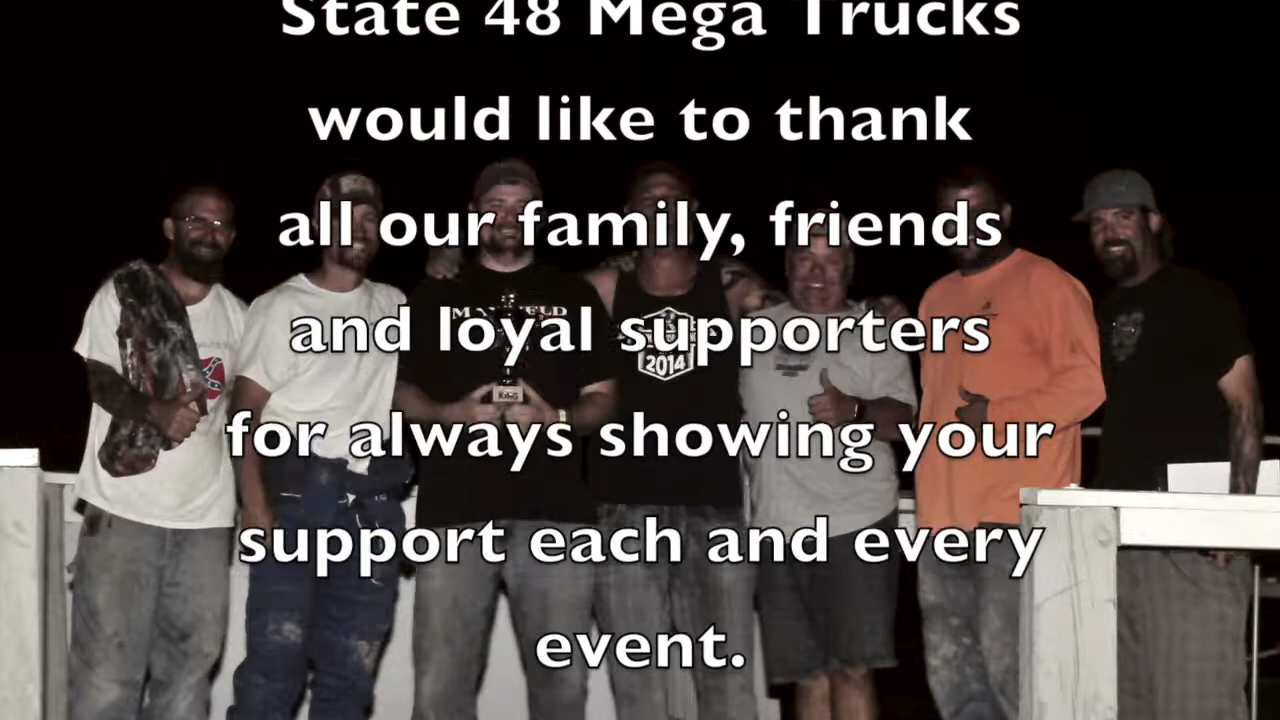 State 48 Mega Trucks
would like to thank
all our family, friends
and loyal supporters
for always showing your
support each and every
event.
2014